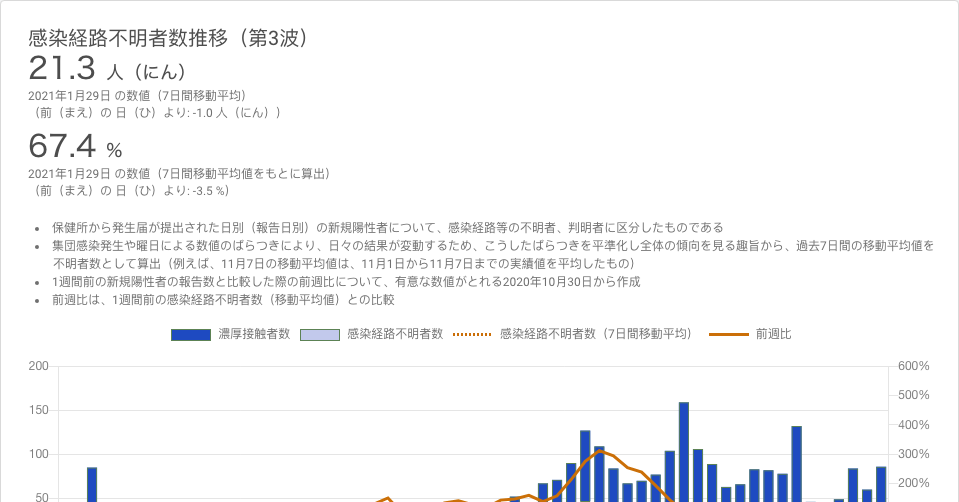 感染経路不明者数推移（第3波）
21.3 人（にん）
2021年1月29日 の数値（7日間移動平均）
（前（まえ）の 日（ひ）より: -1.0 人（にん））
67.4 %
2021年1月29日 の数値（7日間移動平均値をもとに算出）
（前（まえ）の 日（ひ）より: -3.5 %）
保健所から発生届が提出された日別（報告日別）の新規陽性者について、感染経路等の不明者、判明者に区分したものである
集団感染発生や曜日による数値のばらつきにより、日々の結果が変動するため、こうしたばらつきを平準化し全体の傾向を見る趣旨から、過去7日間の移動平均値を
不明者数として算出（例えば、11月7日の移動平均値は、11月1日から11月7日までの実績値を平均したもの）
1週間前の新規陽性者の報告数と比較した際の前週比について、有意な数値がとれる2020年10月30日から作成
前週比は、1週間前の感染経路不明者数（移動平均値）との比較
濃厚接触者数 感染経路不明者数 感染経路不明者数（7日間移動平均） 前週比
200 600%
500%
150
400%
100 300%
200%
50